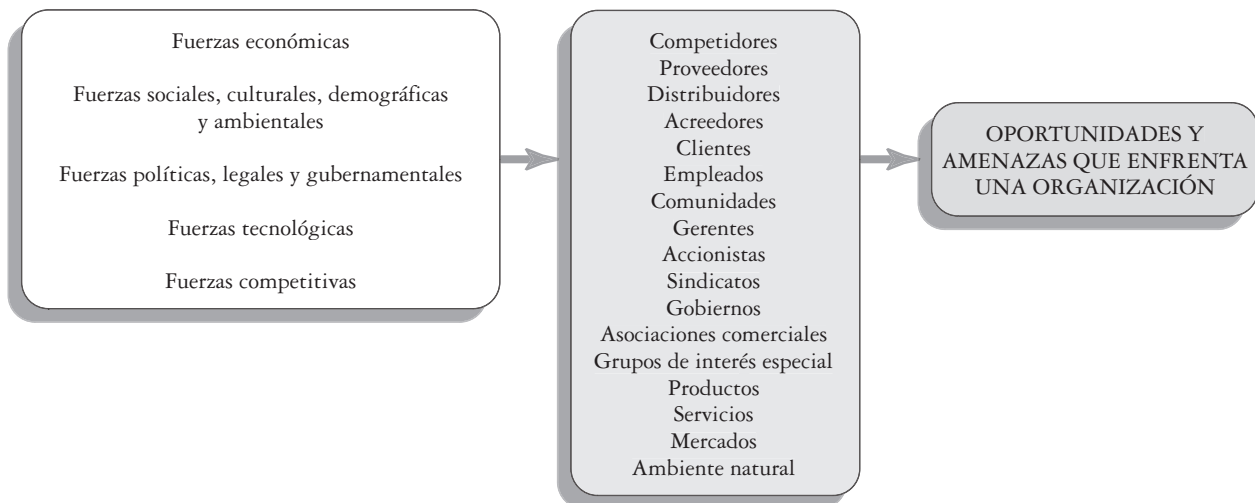 Fuerzas económicas
Fuerzas sociales, culturales, demográficas
y ambientales
Fuerzas políticas, legales y gubernamentales
Fuerzas tecnológicas
Fuerzas competitivas
Competidores
Proveedores
Distribuidores
Acreedores
Clientes
Empleados
Comunidades
Gerentes
Accionistas
Sindicatos
Gobiernos
Asociaciones comerciales
Grupos de interés especial
Productos
Servicios
Mercados
Ambiente natural
OPORTUNIDADES Y
AMENAZAS QUE ENFRENTA
UNA ORGANIZACIÓN